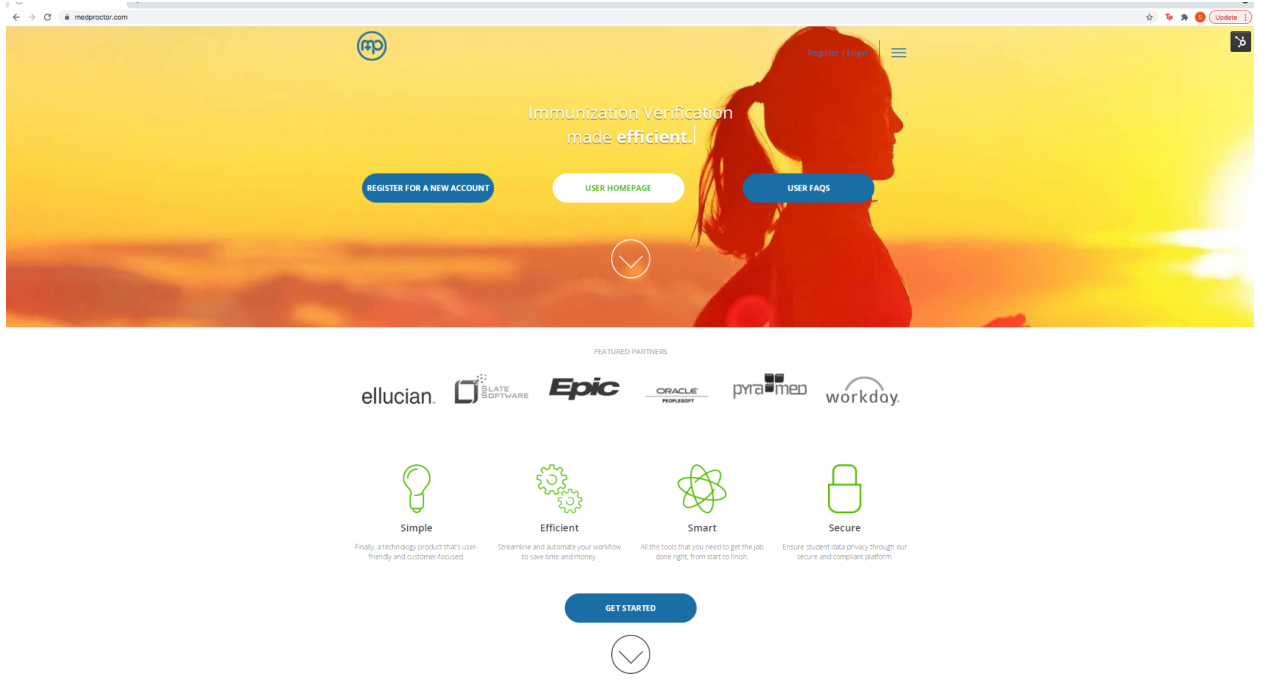 medproctor.com
Update
mp
Register | Login
Immunization Verification
made efficient.
REGISTER FOR A NEW ACCOUNT
USER HOMEPAGE
USER FAQS
FEATURED PARTNERS
ellucian.
SLATE
SOFTWARE
Epic
ORACLE
PEOPLESOFT
pyramed
workday.
Simple
Finally, a technology product that's user-
friendly and customer-focused.
Efficient
Streamline and automate your workflow
to save time and money.
Smart
All the tools that you need to get the job
done right, from start to finish.
Secure
Ensure student data privacy through our
secure and compliant platform.
GET STARTED